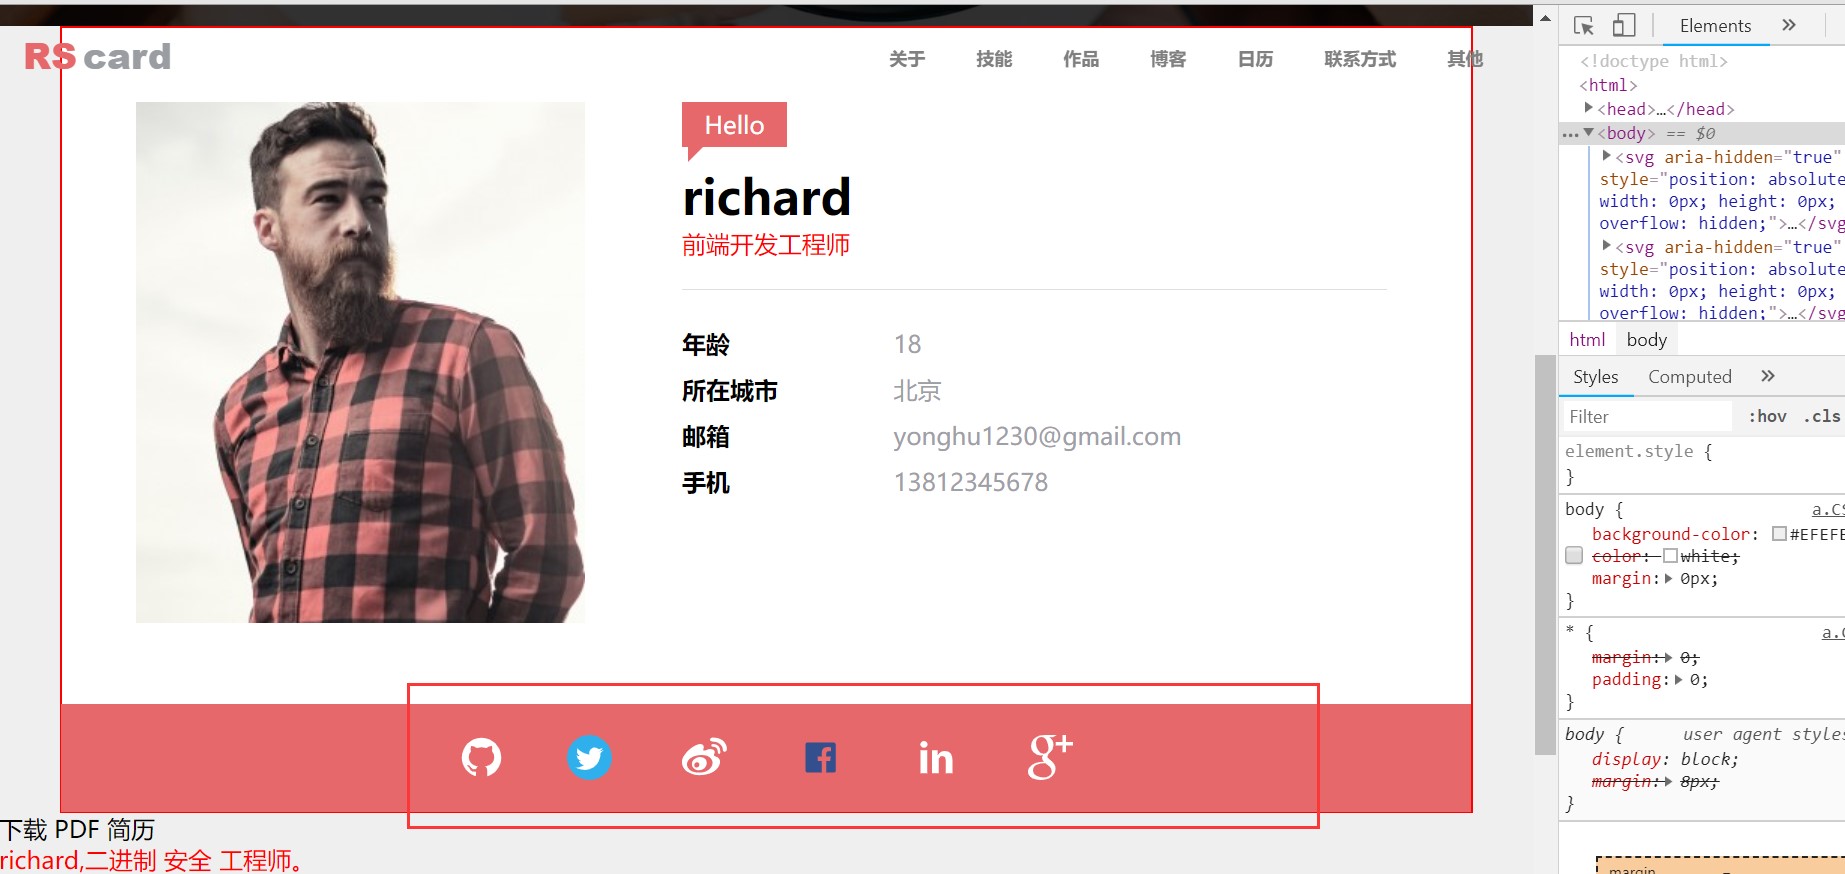 RS card
关于 技能 作品 博客 日历 联系方式 其他
Hello
richard
前端开发工程师
年龄 18
所在城市 北京
邮箱 yonghu1230@gmail.com
手机 13812345678
in
g+
下载 PDF 简历
richard,二进制 安全 工程师。
Elements »
<!doctype html>
<html>
<head>…</head>
…<body> == $0
<svg aria-hidden="true"
style="position: absolute
width: 0px; height: 0px;
overflow: hidden;">…</svg
<svg aria-hidden="true"
style="position: absolute
width: 0px; height: 0px;
overflow: hidden;">…</svg
html body
Styles Computed »
Filter :hov .cls
element.style {
}
body { a.CS
background-color: #EFEFE
color: white;
margin: 0px;
}
* { a.C
margin: 0;
padding: 0;
}
body { user agent styles
display: block;
margin: 8px;
}
margin